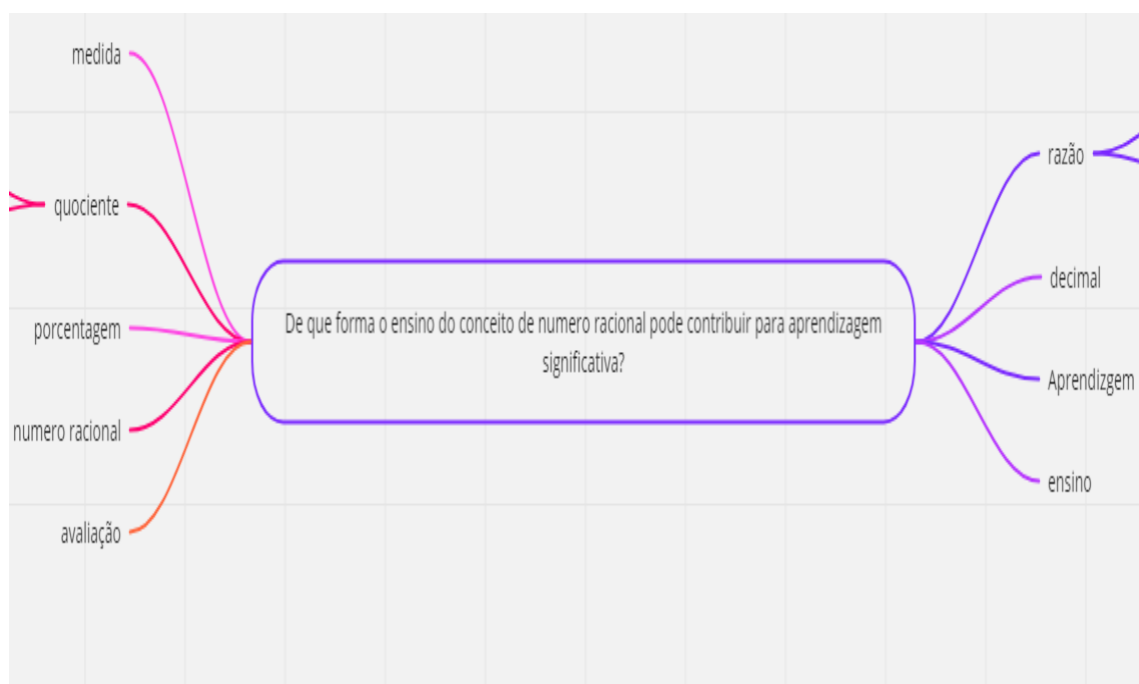 medida
quociente
porcentagem
numero racional
avaliação
De que forma o ensino do conceito de numero racional pode contribuir para aprendizagem
significativa?
razão
decimal
Aprendizgem
ensino